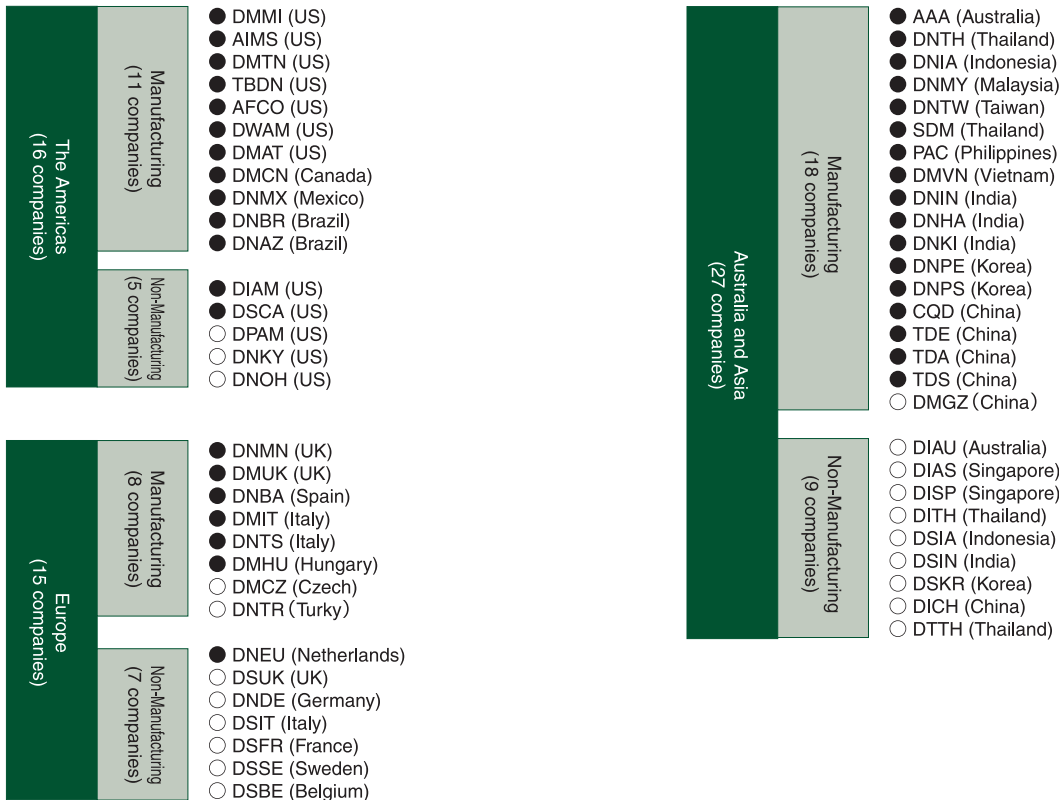 The Americas
(16 companies)
Manufacturing
(11 companies)
● DMMI (US)
● AIMS (US)
● DMTN (US)
● TBDN (US)
● AFCO (US)
● DWAM (US)
● DMAT (US)
● DMCN (Canada)
● DNMX (Mexico)
● DNBR (Brazil)
● DNAZ (Brazil)
Non-Manufacturing
(5 companies)
● DIAM (US)
● DSCA (US)
○ DPAM (US)
○ DNKY (US)
○ DNOH (US)
Europe
(15 companies)
Manufacturing
(8 companies)
● DNMN (UK)
● DMUK (UK)
● DNBA (Spain)
● DMIT (Italy)
● DNTS (Italy)
● DMHU (Hungary)
○ DMCZ (Czech)
○ DNTR (Turky)
Non-Manufacturing
(7 companies)
● DNEU (Netherlands)
○ DSUK (UK)
○ DNDE (Germany)
○ DSIT (Italy)
○ DSFR (France)
○ DSSE (Sweden)
○ DSBE (Belgium)
Australia and Asia
(27 companies)
Manufacturing
(18 companies)
● AAA (Australia)
● DNTH (Thailand)
● DNIA (Indonesia)
● DNMY (Malaysia)
● DNTW (Taiwan)
● SDM (Thailand)
● PAC (Philippines)
● DMVN (Vietnam)
● DNIN (India)
● DNHA (India)
● DNKI (India)
● DNPE (Korea)
● DNPS (Korea)
● CQD (China)
● TDE (China)
● TDA (China)
● TDS (China)
○ DMGZ (China)
Non-Manufacturing
(9 companies)
○ DIAU (Australia)
○ DIAS (Singapore)
○ DISP (Singapore)
○ DITH (Thailand)
○ DSIA (Indonesia)
○ DSIN (India)
○ DSKR (Korea)
○ DICH (China)
○ DTTH (Thailand)